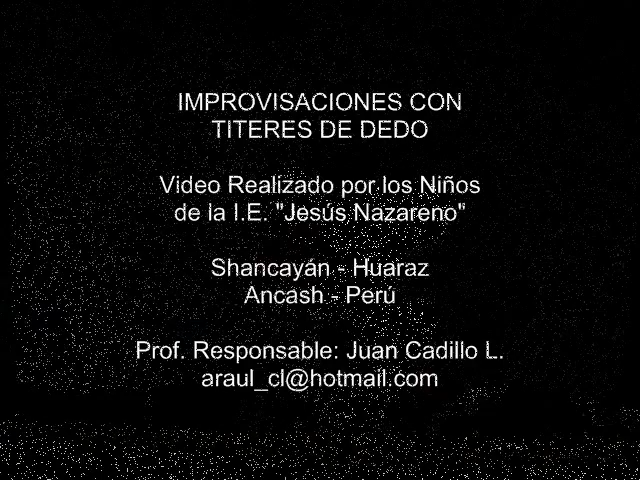 IMPROVISACIONES CON
TITERES DE DEDO
Video Realizado por los Niños
de la I.E. "Jesús Nazareno"
Shancayán - Huaraz
Ancash - Perú
Prof. Responsable: Juan Cadillo L.
araul_cl@hotmail.com